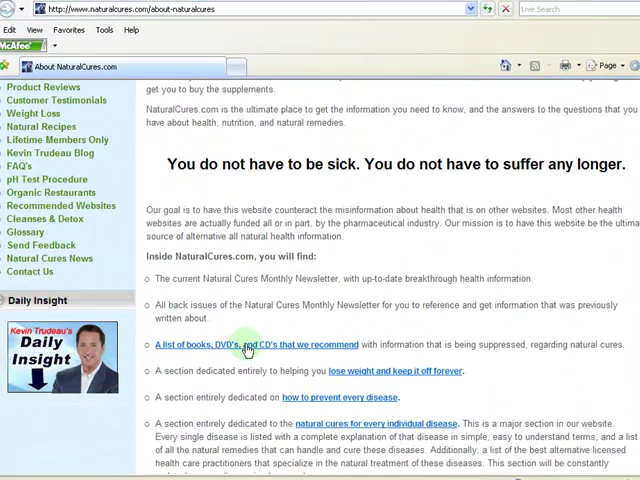 http://www.naturalcures.com/about-naturalcures
Live Search
Edit View Favorites Tools Help
McAfee
About NaturalCures.com
Page
Product Reviews
Customer Testimonials
Weight Loss
Natural Recipes
Lifetime Members Only
Kevin Trudeau Blog
FAQ's
pH Test Procedure
Organic Restaurants
Recommended Websites
Cleanses & Detox
Glossary
Send Feedback
Natural Cures News
Contact Us
Daily Insight
Kevin Trudeau's
Daily
Insight
get you to buy the supplements.
NaturalCures.com is the ultimate place to get the information you need to know, and the answers to the questions that you
have about health, nutrition, and natural remedies.
You do not have to be sick. You do not have to suffer any longer.
Our goal is to have this website counteract the misinformation about health that is on other websites. Most other health
websites are actually funded all or in part, by the pharmaceutical industry. Our mission is to have this website be the
source of alternative all natural health information.
Inside NaturalCures.com, you will find:
The current Natural Cures Monthly Newsletter, with up-to-date breakthrough health information.
All back issues of the Natural Cures Monthly Newsletter for you to reference and get information that was previously
written about.
A list of books, DVD's, and CD's that we recommend with information that is being suppressed, regarding natural cures.
A section dedicated entirely to helping you lose weight and keep it off forever.
A section entirely dedicated on how to prevent every disease.
A section entirely dedicated to the natural cures for every individual disease. This is a major section in our website.
Every single disease is listed with a complete explanation of that disease in simple, easy to understand terms, and a list
of all the natural remedies that can handle and cure these diseases. Additionally, a list of the best alternative licensed
health care practitioners that specialize in the natural treatment of these diseases. This section will be constantly